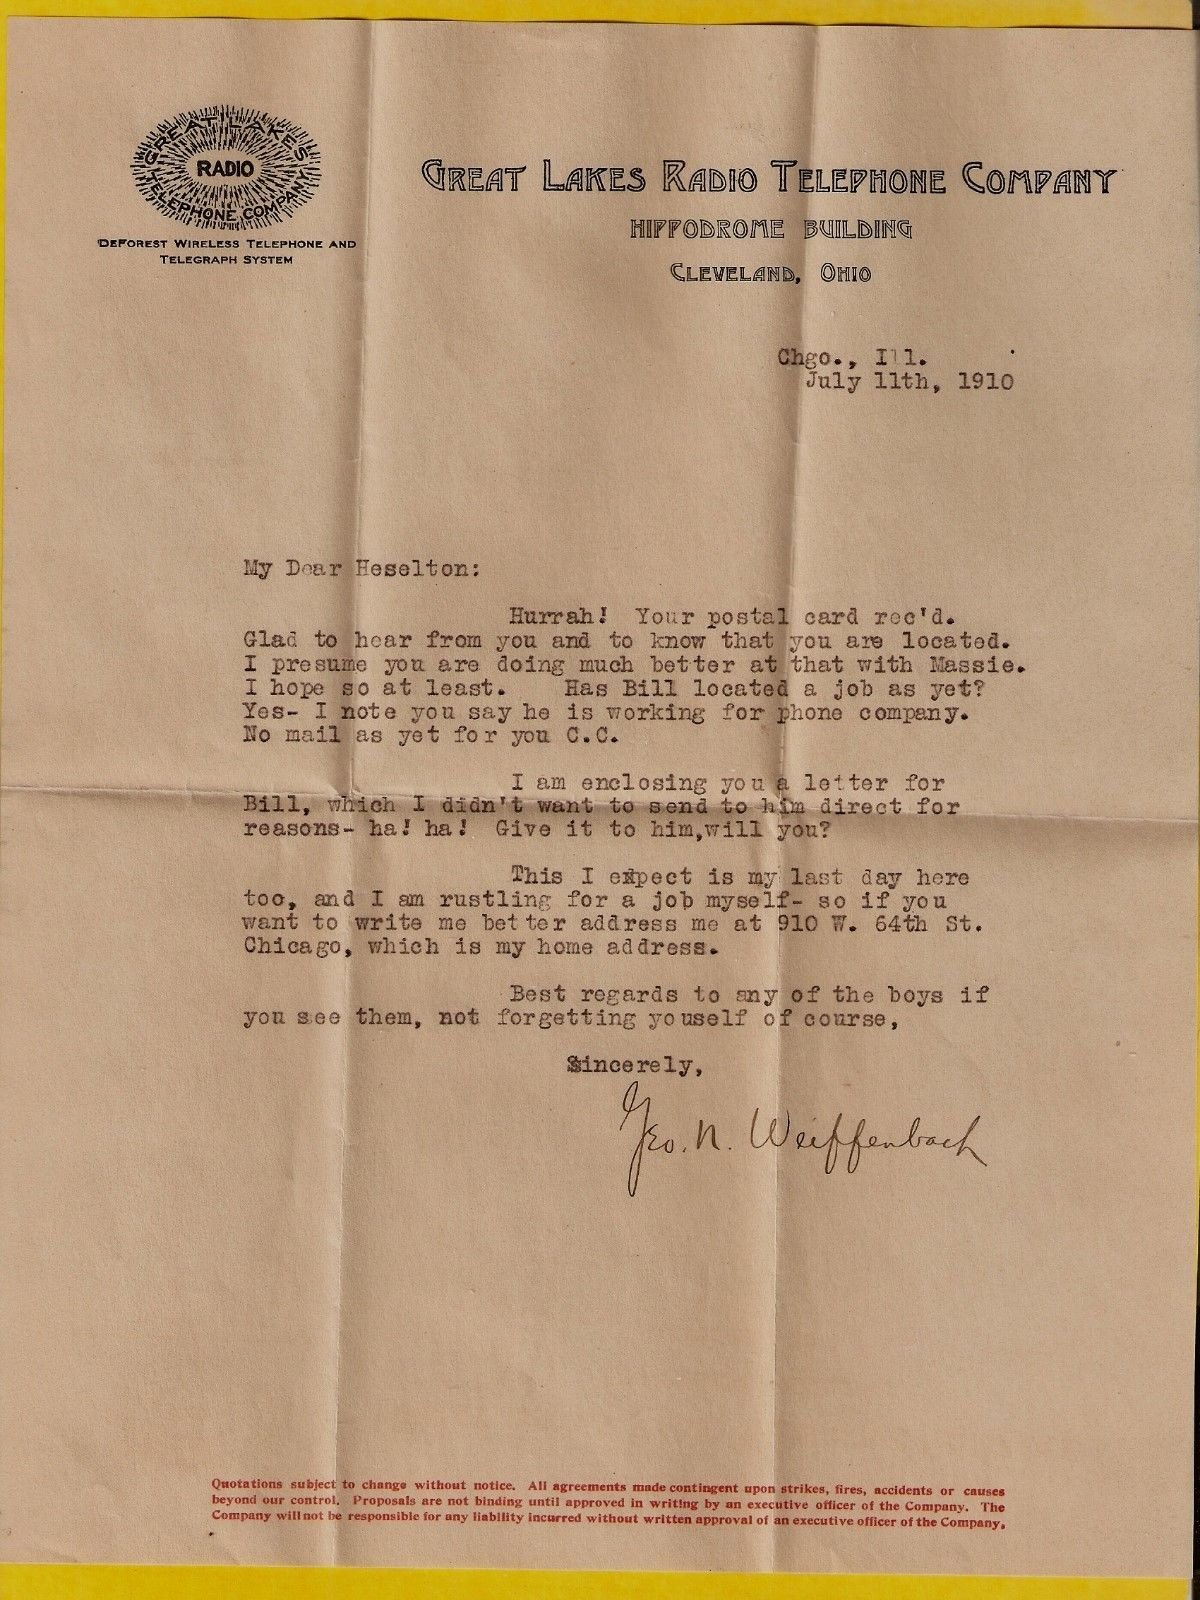 GREAT LAKES
RADIO
TELEPHONE COMPANY
DEFOREST WIRELESS TELEPHONE AND
TELEGRAPH SYSTEM
GREAT LAKES RADIO TELEPHONE COMPANY
HIPPODROME BUILDING
CLEVELAND, OHIO
Chgo., Ill.
July 11th, 1910
My Dear Heselton:
Hurrah! Your postal card rec'd.
Glad to hear from you and to know that you are located.
I presume you are doing much better at that with Massie.
I hope so at least. Has Bill located a job as yet?
Yes- I note you say he is working for phone company.
No mail as yet for you C.C.
I am enclosing you a letter for
Bill, which I didn't want to send to him direct for
reasons- ha! ha! Give it to him,will you?
This I expect is my last day here
too, and I am rustling for a job myself- so if you
want to write me better address me at 910 W. 64th St.
Chicago, which is my home address.
Best regards to any of the boys if
you see them, not forgetting youself of course,
Sincerely,
Geo. N. Weiffenbach
Quotations subject to change without notice. All agreements made contingent upon strikes, fires, accidents or causes
beyond our control. Proposals are not binding until approved in writing by an executive officer of the Company. The
Company will not be responsible for any liability incurred without written approval of an executive officer of the Company.